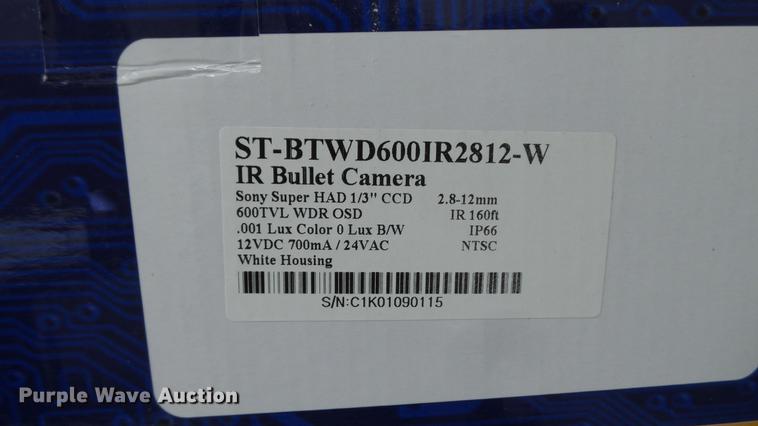 ST-BTWD600IR2812-W
IR Bullet Camera
Sony Super HAD 1/3" CCD 2.8-12mm
600TVL WDR OSD IR 160ft
.001 Lux Color 0 Lux B/W IP66
12VDC 700mA / 24VAC NTSC
White Housing
S/N:C1K01090115
Purple Wave Auction